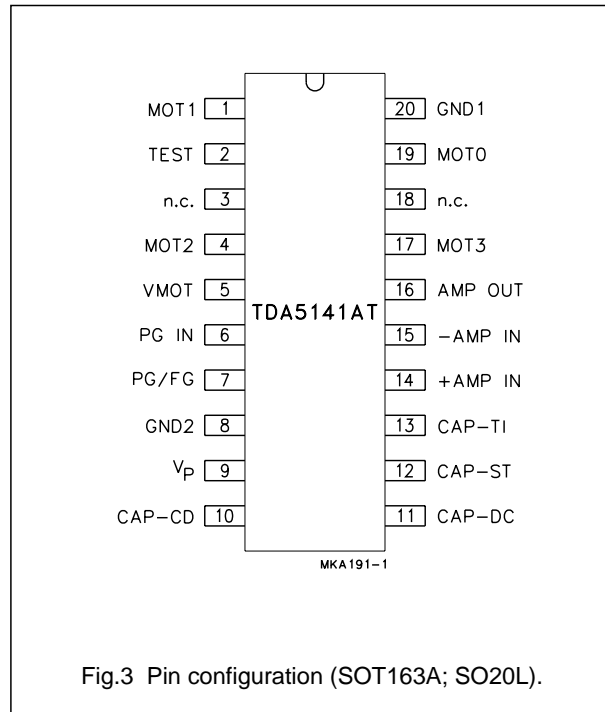 MOT1 1 20 GND1
TEST 2 19 MOT0
n.c. 3 18 n.c.
MOT2 4 17 MOT3
VMOT 5 16 AMP OUT
TDA5141AT
PG IN 6 15 -AMP IN
PG/FG 7 14 +AMP IN
GND2 8 13 CAP-TI
VP 9 12 CAP-ST
CAP-CD 10 11 CAP-DC
MKA191-1
Fig.3 Pin configuration (SOT163A; SO20L).